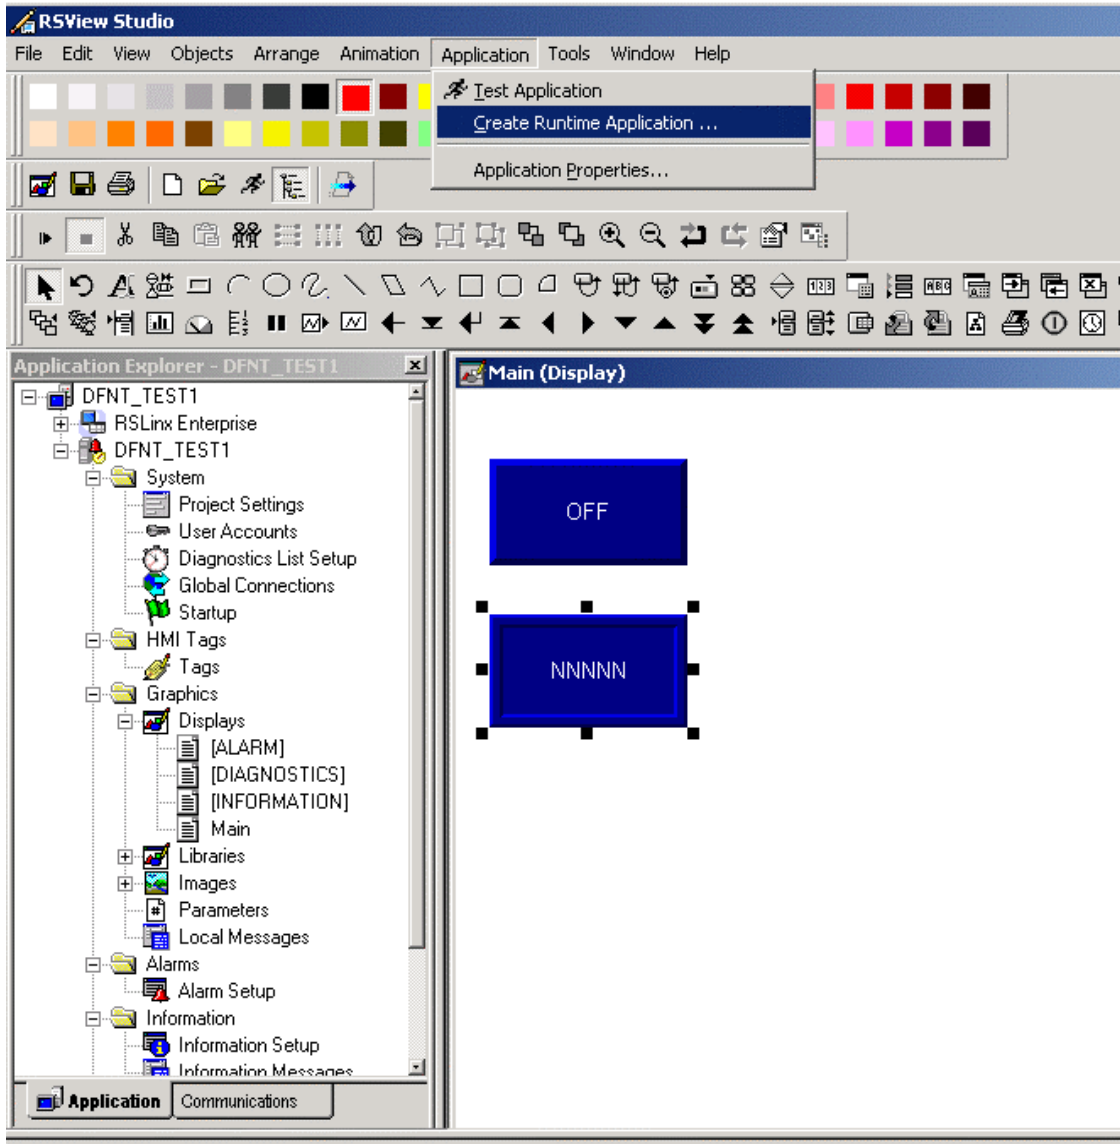 RSView Studio
File Edit View Objects Arrange Animation Application Tools Window Help
Test Application
Create Runtime Application ...
Application Properties...
Application Explorer - DFNT_TEST1
DFNT_TEST1
RSLinx Enterprise
DFNT_TEST1
System
Project Settings
User Accounts
Diagnostics List Setup
Global Connections
Startup
HMI Tags
Tags
Graphics
Displays
[ALARM]
[DIAGNOSTICS]
[INFORMATION]
Main
Libraries
Images
Parameters
Local Messages
Alarms
Alarm Setup
Information
Information Setup
Information Messages
Application Communications
Main (Display)
OFF
NNNNN